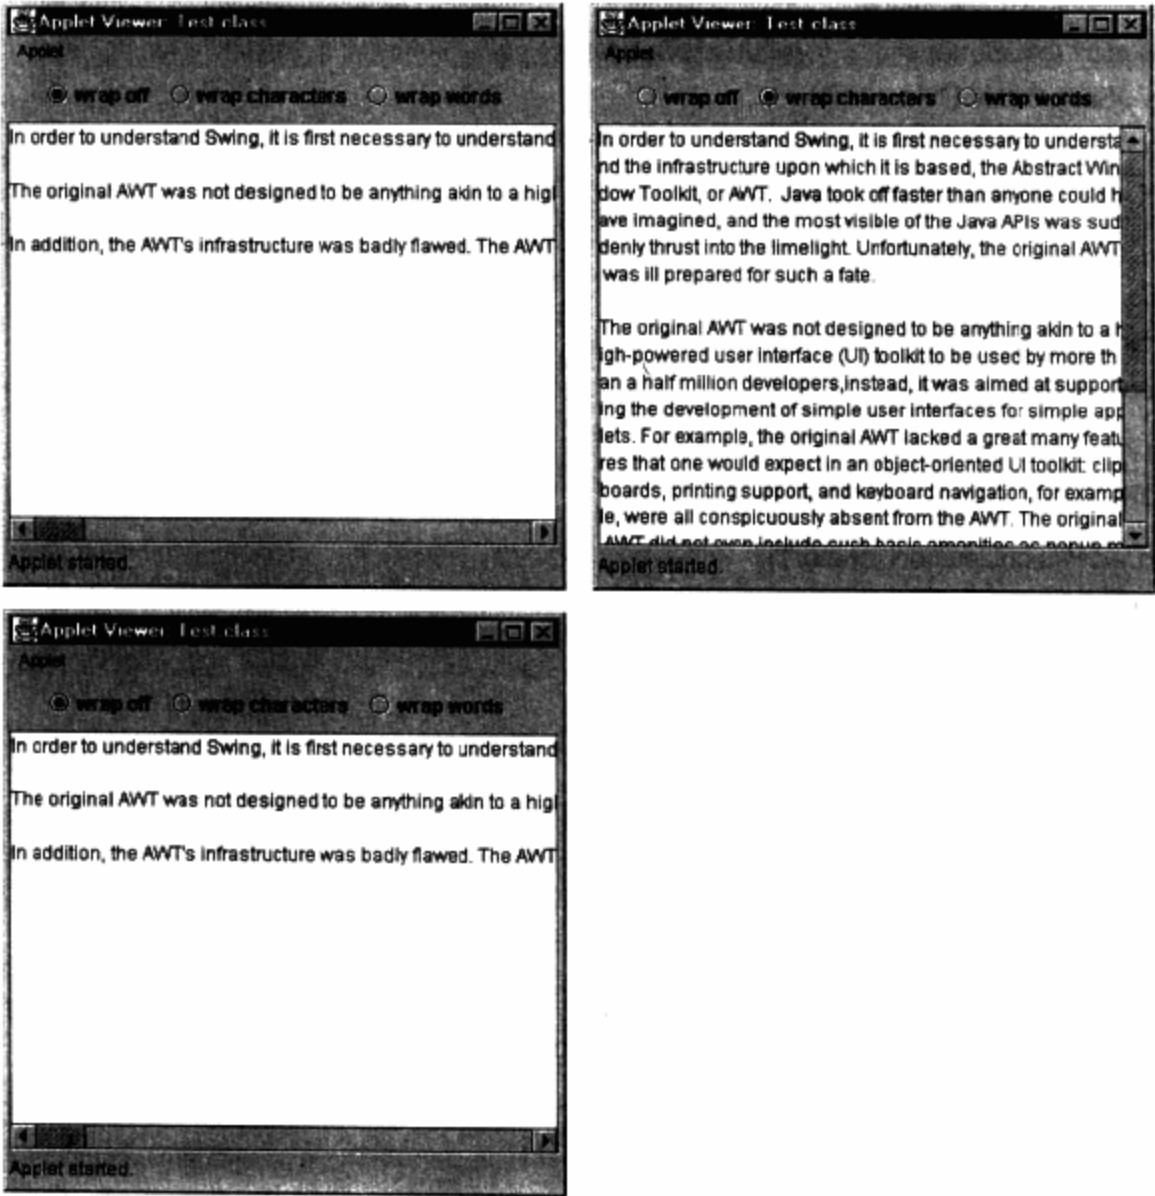 Applet Viewer: Test class
Applet
wrap off wrap characters wrap words
In order to understand Swing, it is first necessary to understand
The original AWT was not designed to be anything akin to a hig
In addition, the AWT's infrastructure was badly flawed. The AWT
Applet started.
Applet Viewer: Test class
Applet
wrap off wrap characters wrap words
In order to understand Swing, it is first necessary to understa
nd the infrastructure upon which it is based, the Abstract Win
dow Toolkit, or AWT. Java took off faster than anyone could h
ave imagined, and the most visible of the Java APIs was sud
denly thrust into the limelight. Unfortunately, the original AWT
was ill prepared for such a fate.
The original AWT was not designed to be anything akin to a h
igh-powered user interface (UI) toolkit to be used by more th
an a half million developers,instead, it was aimed at support
ing the development of simple user interfaces for simple app
lets. For example, the original AWT lacked a great many featu
res that one would expect in an object-oriented UI toolkit: clip
boards, printing support, and keyboard navigation, for examp
le, were all conspicuously absent from the AWT. The original
AWT did not even include such basic amenities as popup m
Applet started.
Applet Viewer: Test class
Applet
wrap off wrap characters wrap words
In order to understand Swing, it is first necessary to understand
The original AWT was not designed to be anything akin to a hig
In addition, the AWT's infrastructure was badly flawed. The AWT
Applet started.